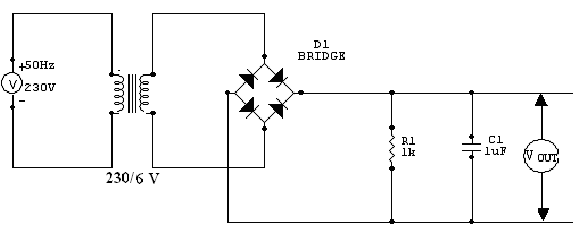 D1
BRIDGE
+50Hz
V
230V
-
R1
1k
C1
1uF
V OUT
230/6 V